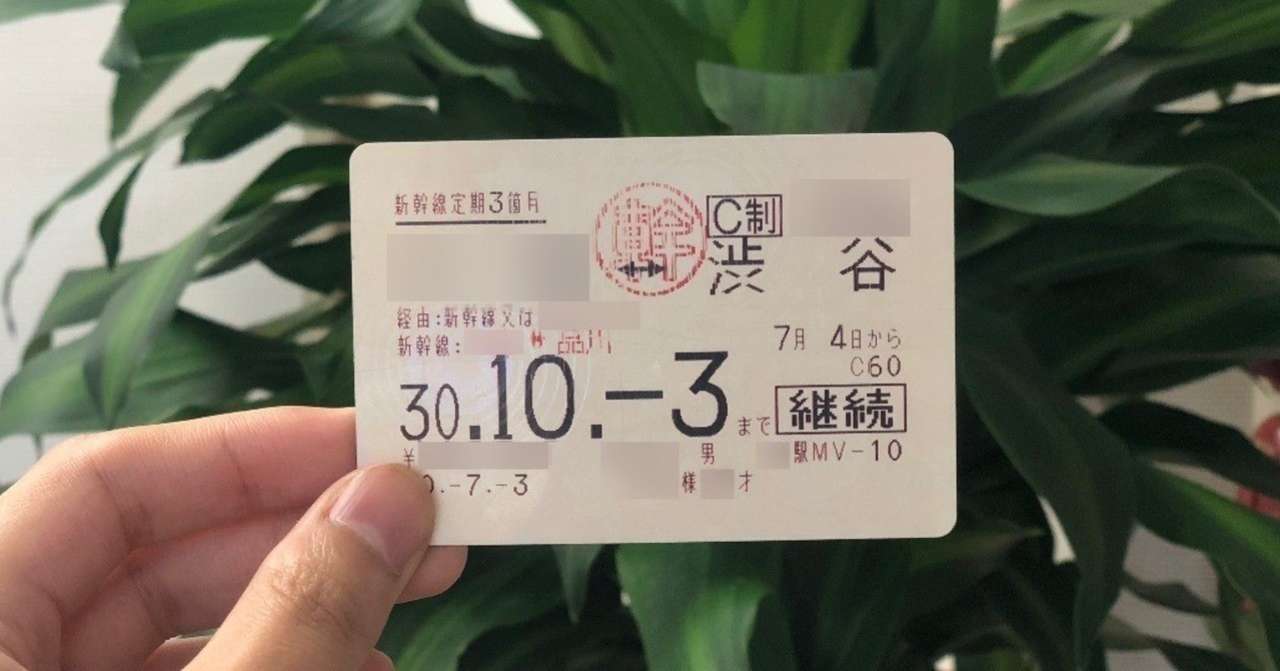 新幹線定期3箇月
C制
渋 谷
経由:新幹線又は
新幹線: 品川
7月 4日から
C60
30.10.-3まで 継続
¥ 男 駅MV-10
.-7.-3 様 才